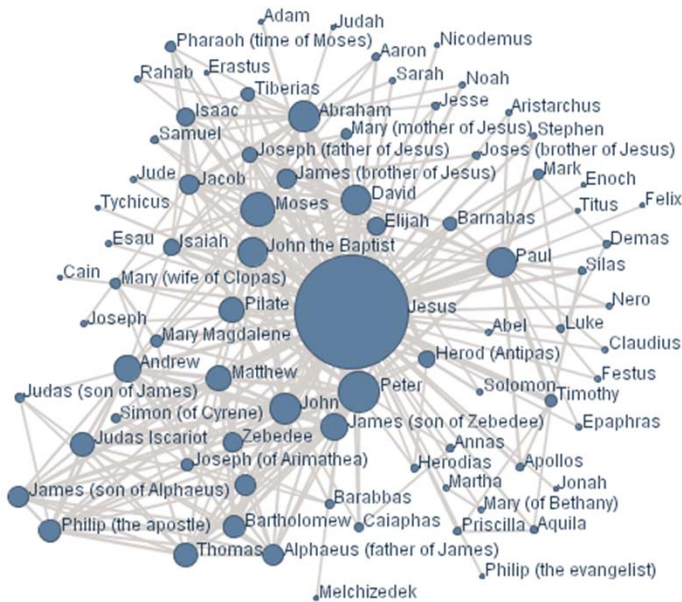 Adam
Judah
Pharaoh (time of Moses)
Nicodemus
Aaron
Rahab
Erastus
Sarah
Noah
Tiberias
Jesse
Isaac
Abraham
Aristarchus
Samuel
Mary (mother of Jesus)
Stephen
Joseph (father of Jesus)
Joses (brother of Jesus)
Jude
Jacob
James (brother of Jesus)
Mark
Enoch
David
Tychicus
Moses
Titus
Felix
Elijah
Barnabas
Esau
Isaiah
John the Baptist
Demas
Paul
Silas
Cain
Mary (wife of Clopas)
Pilate
Jesus
Nero
Joseph
Abel
Luke
Mary Magdalene
Claudius
Andrew
Herod (Antipas)
Matthew
Festus
Judas (son of James)
Peter
Solomon
Timothy
Simon (of Cyrene)
John
James (son of Zebedee)
Epaphras
Judas Iscariot
Zebedee
Annas
Joseph (of Arimathea)
Herodias
Apollos
James (son of Alphaeus)
Martha
Jonah
Barabbas
Mary (of Bethany)
Philip (the apostle)
Bartholomew
Caiaphas
Priscilla
Aquila
Thomas
Alphaeus (father of James)
Philip (the evangelist)
Melchizedek